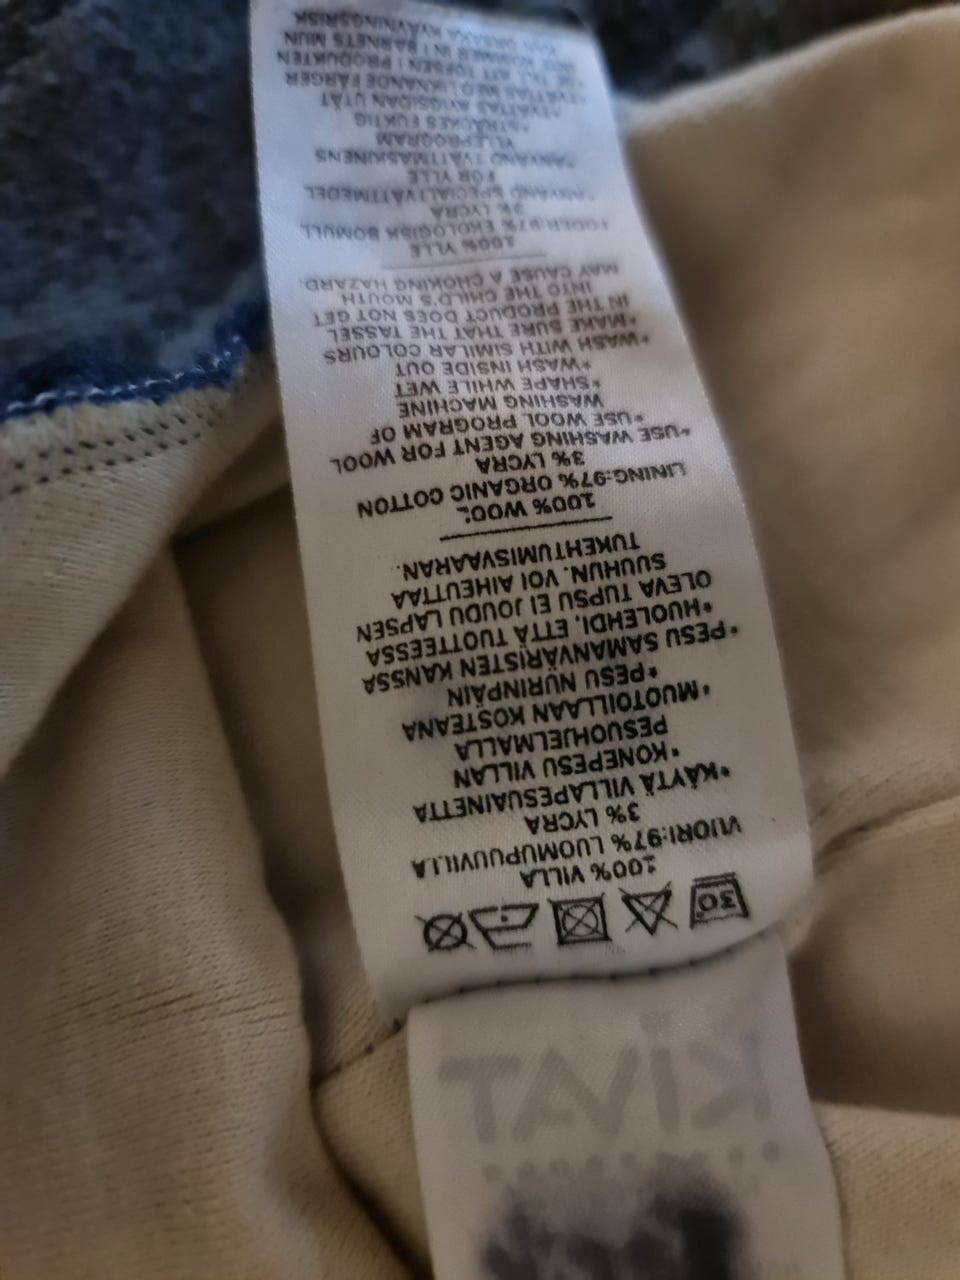 30°
100% VILLA
VUORI:97% LUOMUPUUVILLA
3% LYCRA
*KÄYTÄ VILLAPESUAINETTA
*KONEPESU VILLAN
PESUOHJELMALLA
*MUOTOILLAAN KOSTEANA
*PESU NURINPÄIN
*PESU SAMANVÄRISTEN KANSSA
*HUOLEHDI, ETTÄ TUOTTEESSA
OLEVA TUPSU EI JOUDU LAPSEN
SUUHUN. VOI AIHEUTTAA
TUKEHTUMISVAARAN.
100% WOOL
LINING:97% ORGANIC COTTON
3% LYCRA
*USE WASHING AGENT FOR WOOL
*USE WOOL PROGRAM OF
WASHING MACHINE
*SHAPE WHILE WET
*WASH INSIDE OUT
*WASH WITH SIMILAR COLOURS
*MAKE SURE THAT THE TASSEL
IN THE PRODUCT DOES NOT GET
INTO THE CHILD'S MOUTH
MAY CAUSE A CHOKING HAZARD.
100% YLLE
FODER:97% EKOLOGISK BOMULL
3% LYCRA
*ANVÄND SPECIALTVÄTTMEDEL
FÖR YLLE
*ANVÄND TVÄTTMASKINENS
YLLEPROGRAM
*STRÄCKES FUKTIG
*TVÄTTAS AVIGSIDAN UTÅT
*TVÄTTAS MED LIKNANDE FÄRGER
*SE TILL ATT TOFSEN I PRODUKTEN
KOMMER IN I BARNETS MUN
ORSAKA KVÄVNINGSRISK
KIVAT